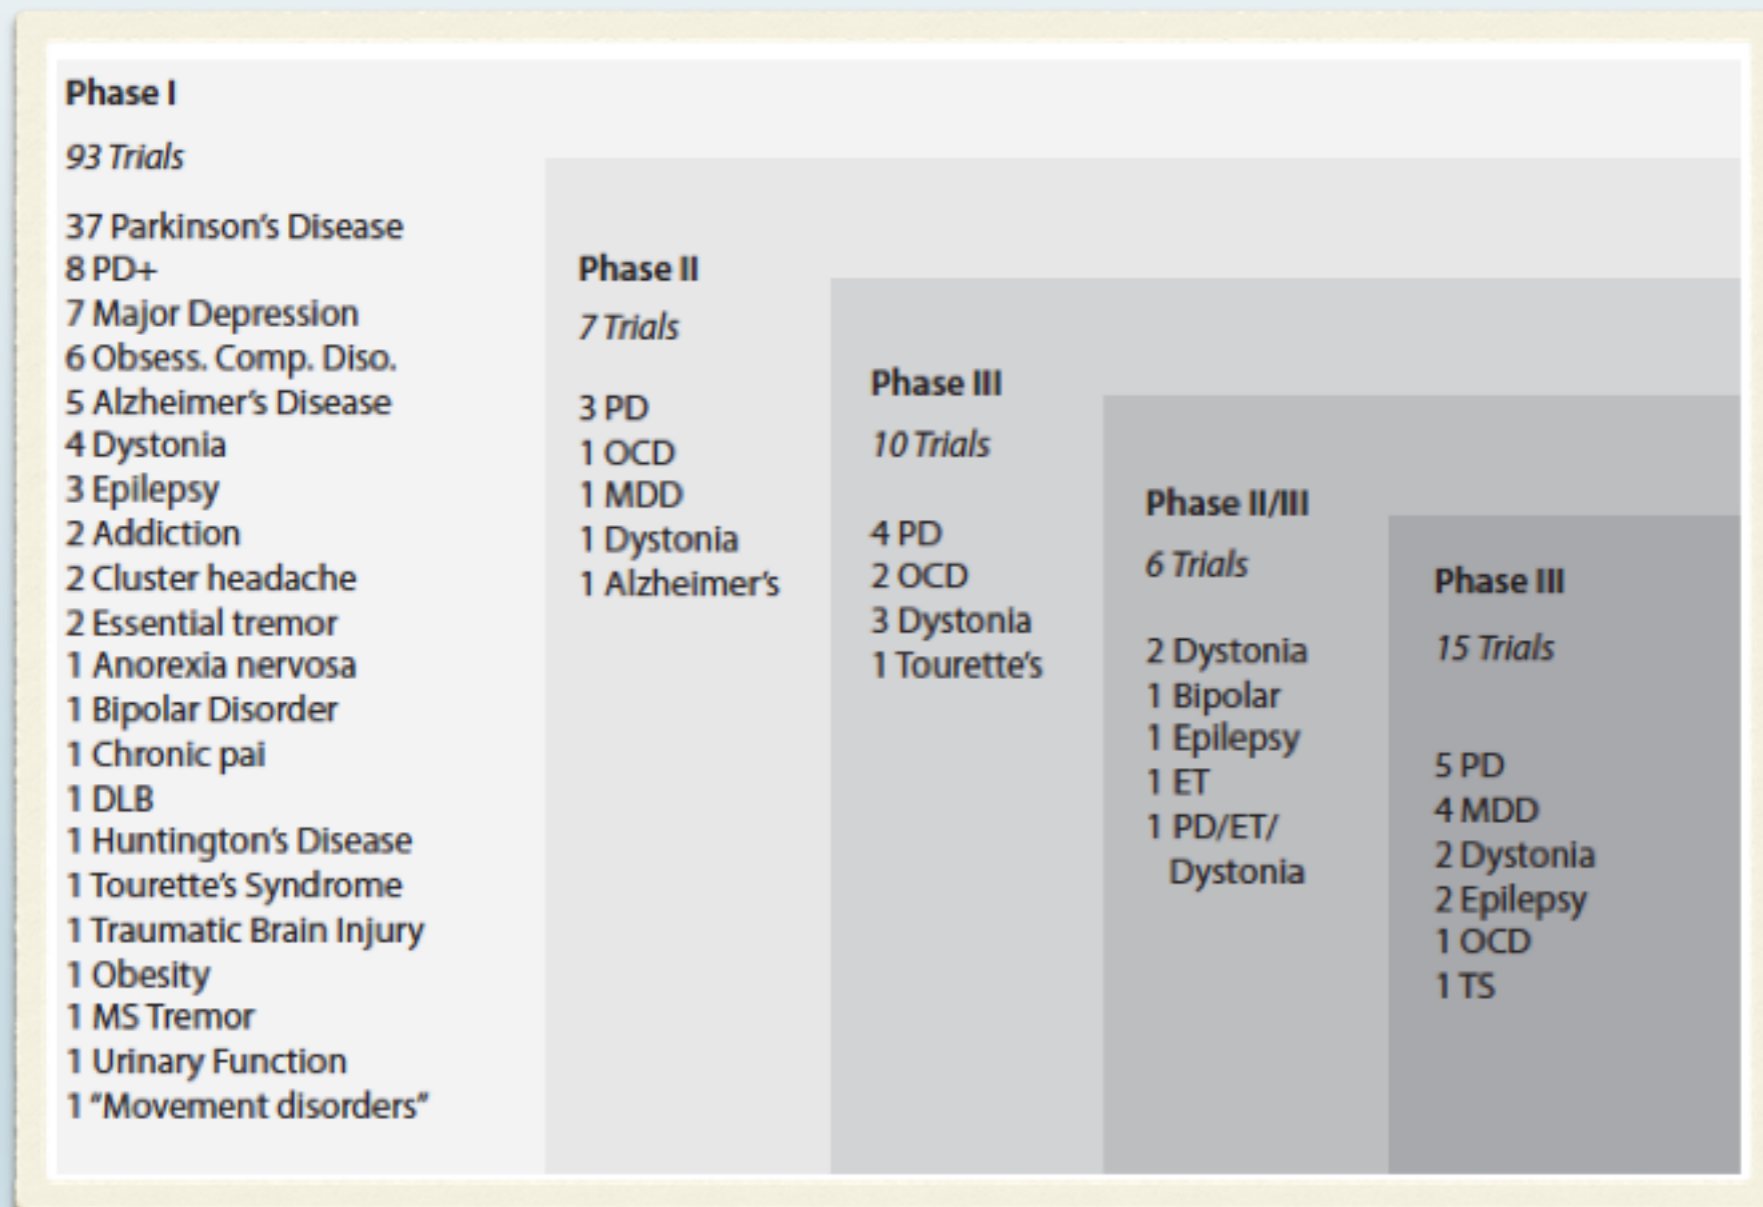 Phase I
93 Trials
37 Parkinson's Disease
8 PD+
7 Major Depression
6 Obsess. Comp. Diso.
5 Alzheimer's Disease
4 Dystonia
3 Epilepsy
2 Addiction
2 Cluster headache
2 Essential tremor
1 Anorexia nervosa
1 Bipolar Disorder
1 Chronic pai
1 DLB
1 Huntington's Disease
1 Tourette's Syndrome
1 Traumatic Brain Injury
1 Obesity
1 MS Tremor
1 Urinary Function
1 "Movement disorders"
Phase II
7 Trials
3 PD
1 OCD
1 MDD
1 Dystonia
1 Alzheimer's
Phase III
10 Trials
4 PD
2 OCD
3 Dystonia
1 Tourette's
Phase II/III
6 Trials
2 Dystonia
1 Bipolar
1 Epilepsy
1 ET
1 PD/ET/
Dystonia
Phase III
15 Trials
5 PD
4 MDD
2 Dystonia
2 Epilepsy
1 OCD
1 TS